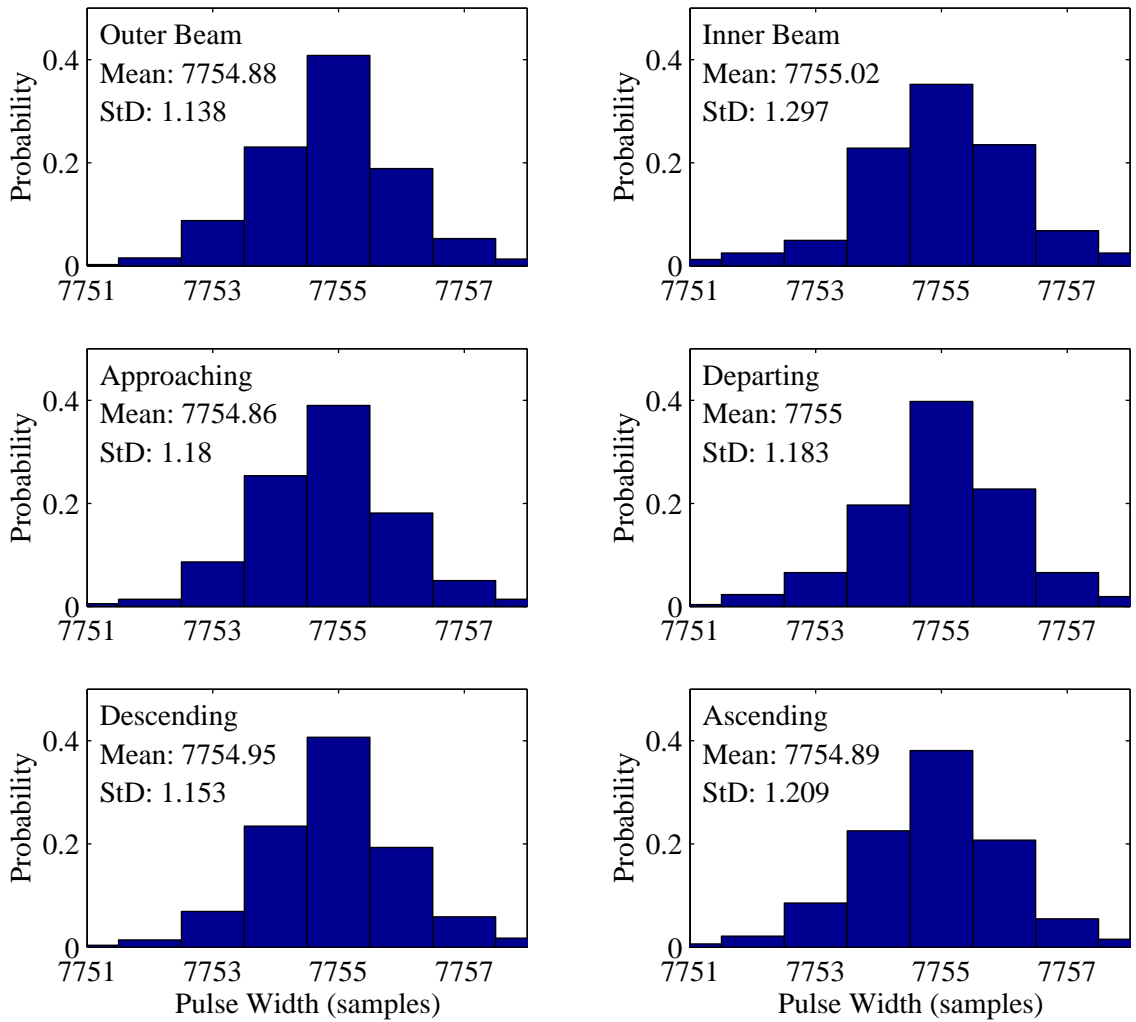 Outer Beam
Mean: 7754.88
StD: 1.138
Probability
0.4
0.2
0
7751 7753 7755 7757
Inner Beam
Mean: 7755.02
StD: 1.297
Probability
0.4
0.2
0
7751 7753 7755 7757
Approaching
Mean: 7754.86
StD: 1.18
Probability
0.4
0.2
0
7751 7753 7755 7757
Departing
Mean: 7755
StD: 1.183
Probability
0.4
0.2
0
7751 7753 7755 7757
Descending
Mean: 7754.95
StD: 1.153
Probability
0.4
0.2
0
7751 7753 7755 7757
Pulse Width (samples)
Ascending
Mean: 7754.89
StD: 1.209
Probability
0.4
0.2
0
7751 7753 7755 7757
Pulse Width (samples)